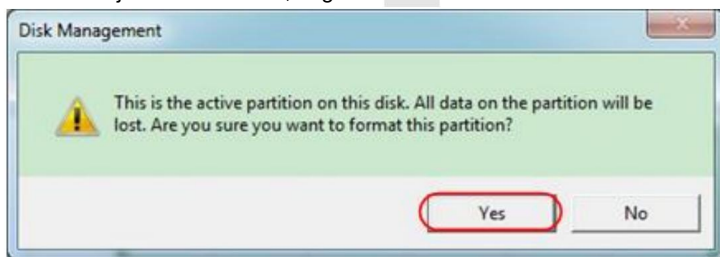 Disk Management
This is the active partition on this disk. All data on the partition will be
lost. Are you sure you want to format this partition?
Yes
No